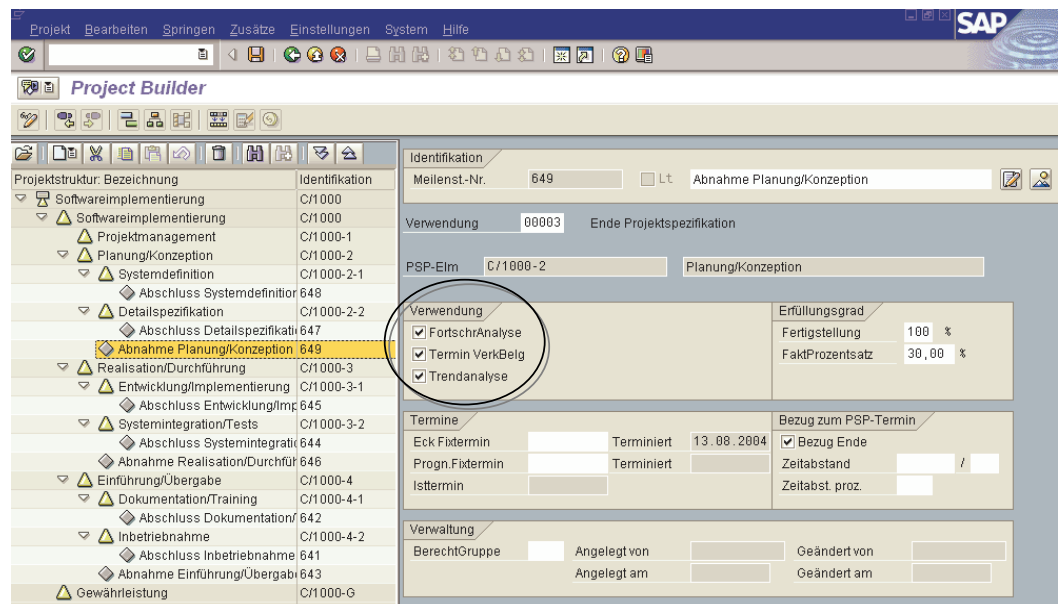 Projekt Bearbeiten Springen Zusätze Einstellungen System Hilfe
SAP
Project Builder
Projektstruktur: Bezeichnung Identifikation
Softwareimplementierung C/1000
Softwareimplementierung C/1000
Projektmanagement C/1000-1
Planung/Konzeption C/1000-2
Systemdefinition C/1000-2-1
Abschluss Systemdefinition 648
Detailspezifikation C/1000-2-2
Abschluss Detailspezifikati 647
Abnahme Planung/Konzeption 649
Realisation/Durchführung C/1000-3
Entwicklung/Implementierung C/1000-3-1
Abschluss Entwicklung/Imp 645
Systemintegration/Tests C/1000-3-2
Abschluss Systemintegrati 644
Abnahme Realisation/Durchfüh 646
Einführung/Übergabe C/1000-4
Dokumentation/Training C/1000-4-1
Abschluss Dokumentation/ 642
Inbetriebnahme C/1000-4-2
Abschluss Inbetriebnahme 641
Abnahme Einführung/Übergab 643
Gewährleistung C/1000-G
Identifikation
Meilenst.-Nr. 649 Lt Abnahme Planung/Konzeption
Verwendung 00003 Ende Projektspezifikation
PSP-Elm C/1000-2 Planung/Konzeption
Verwendung
FortschrAnalyse
Termin VerkBelg
Trendanalyse
Erfüllungsgrad
Fertigstellung 100 %
FaktProzentsatz 30,00 %
Termine
Eck Fixtermin Terminiert 13.08.2004
Progn.Fixtermin Terminiert
Isttermin
Bezug zum PSP-Termin
Bezug Ende
Zeitabstand /
Zeitabst. proz.
Verwaltung
BerechtGruppe Angelegt von Geändert von
Angelegt am Geändert am